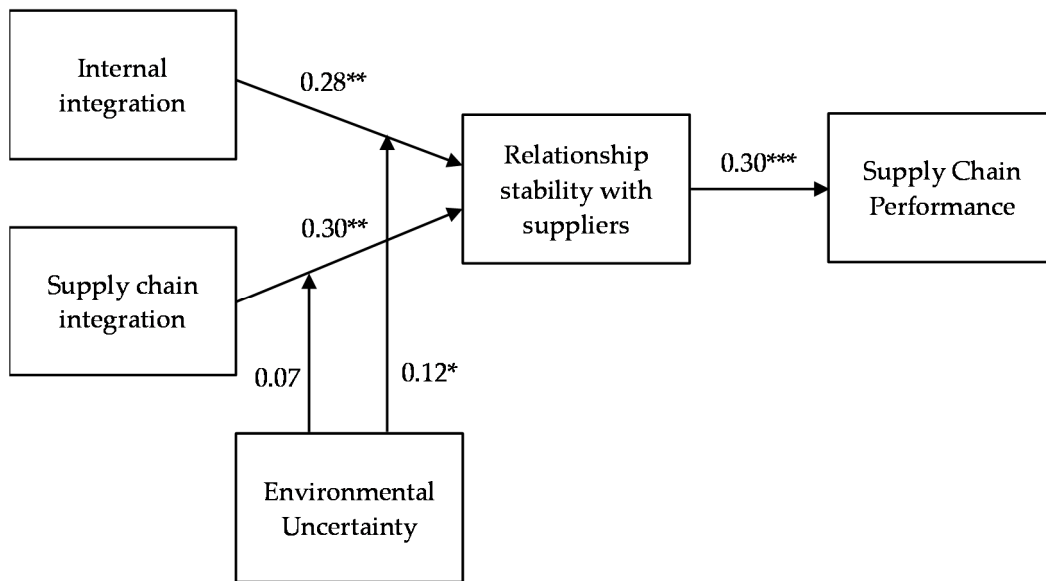 Internal
integration
0.28**
Relationship
stability with
suppliers
0.30***
Supply Chain
Performance
Supply chain
integration
0.30**
0.07
0.12*
Environmental
Uncertainty